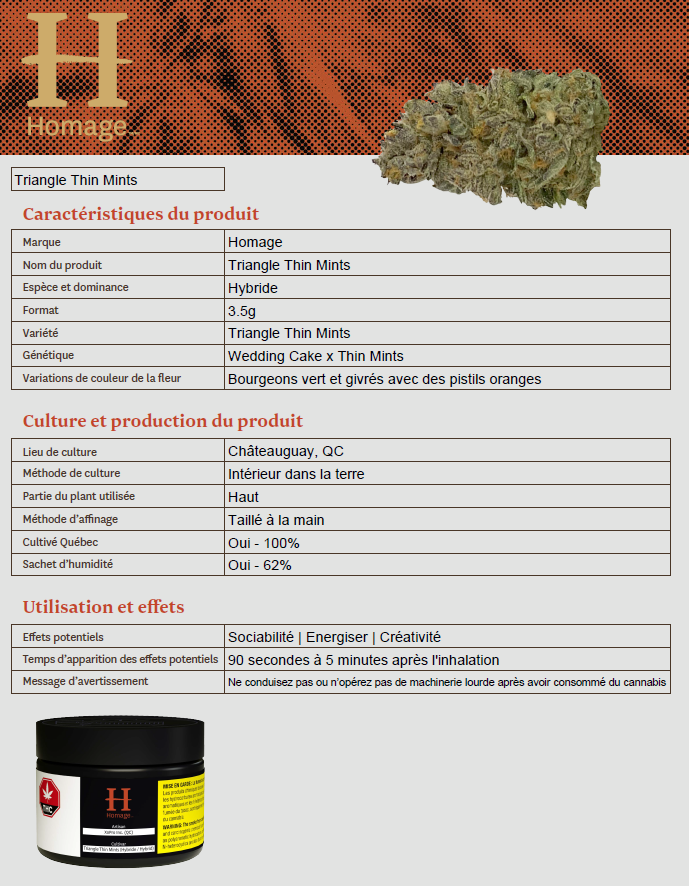 H
Homage
Triangle Thin Mints
Caractéristiques du produit
Marque Homage
Nom du produit Triangle Thin Mints
Espèce et dominance Hybride
Format 3.5g
Variété Triangle Thin Mints
Génétique Wedding Cake x Thin Mints
Variations de couleur de la fleur Bourgeons vert et givrés avec des pistils oranges
Culture et production du produit
Lieu de culture Châteauguay, QC
Méthode de culture Intérieur dans la terre
Partie du plant utilisée Haut
Méthode d'affinage Taillé à la main
Cultivé Québec Oui - 100%
Sachet d'humidité Oui - 62%
Utilisation et effets
Effets potentiels Sociabilité | Energiser | Créativité
Temps d'apparition des effets potentiels 90 secondes à 5 minutes après l'inhalation
Message d'avertissement Ne conduisez pas ou n'opérez pas de machinerie lourde après avoir consommé du cannabis
THC
H
Homage
Artisan
(QC)
Cultivar
Triangle Thin Mints (Hybride / Hybrid)
MISE EN GARDE:
WARNING: